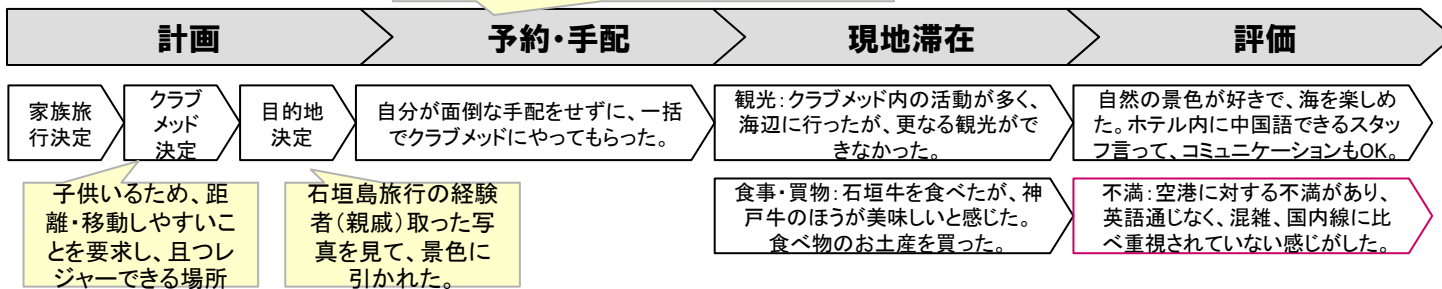 計画
予約・手配
現地滞在
評価
家族旅
行決定
クラブ
メッド
決定
目的地
決定
自分が面倒な手配をせずに、一括
でクラブメッドにやってもらった。
観光：クラブメッド内の活動が多く、
海辺に行ったが、更なる観光がで
きなかった。
自然の景色が好きで、海を楽しめ
た。ホテル内に中国語できるスタッ
フ言って、コミュニケーションもOK。
子供いるため、距
離・移動しやすいこ
とを要求し、且つレ
ジャーできる場所
石垣島旅行の経験
者（親戚）取った写
真を見て、景色に
引かれた。
食事・買物：石垣牛を食べたが、神
戸牛のほうが美味しいと感じた。
食べ物のお土産を買った。
不満：空港に対する不満があり、
英語通じなく、混雑、国内線に比
べ重視されていない感じがした。